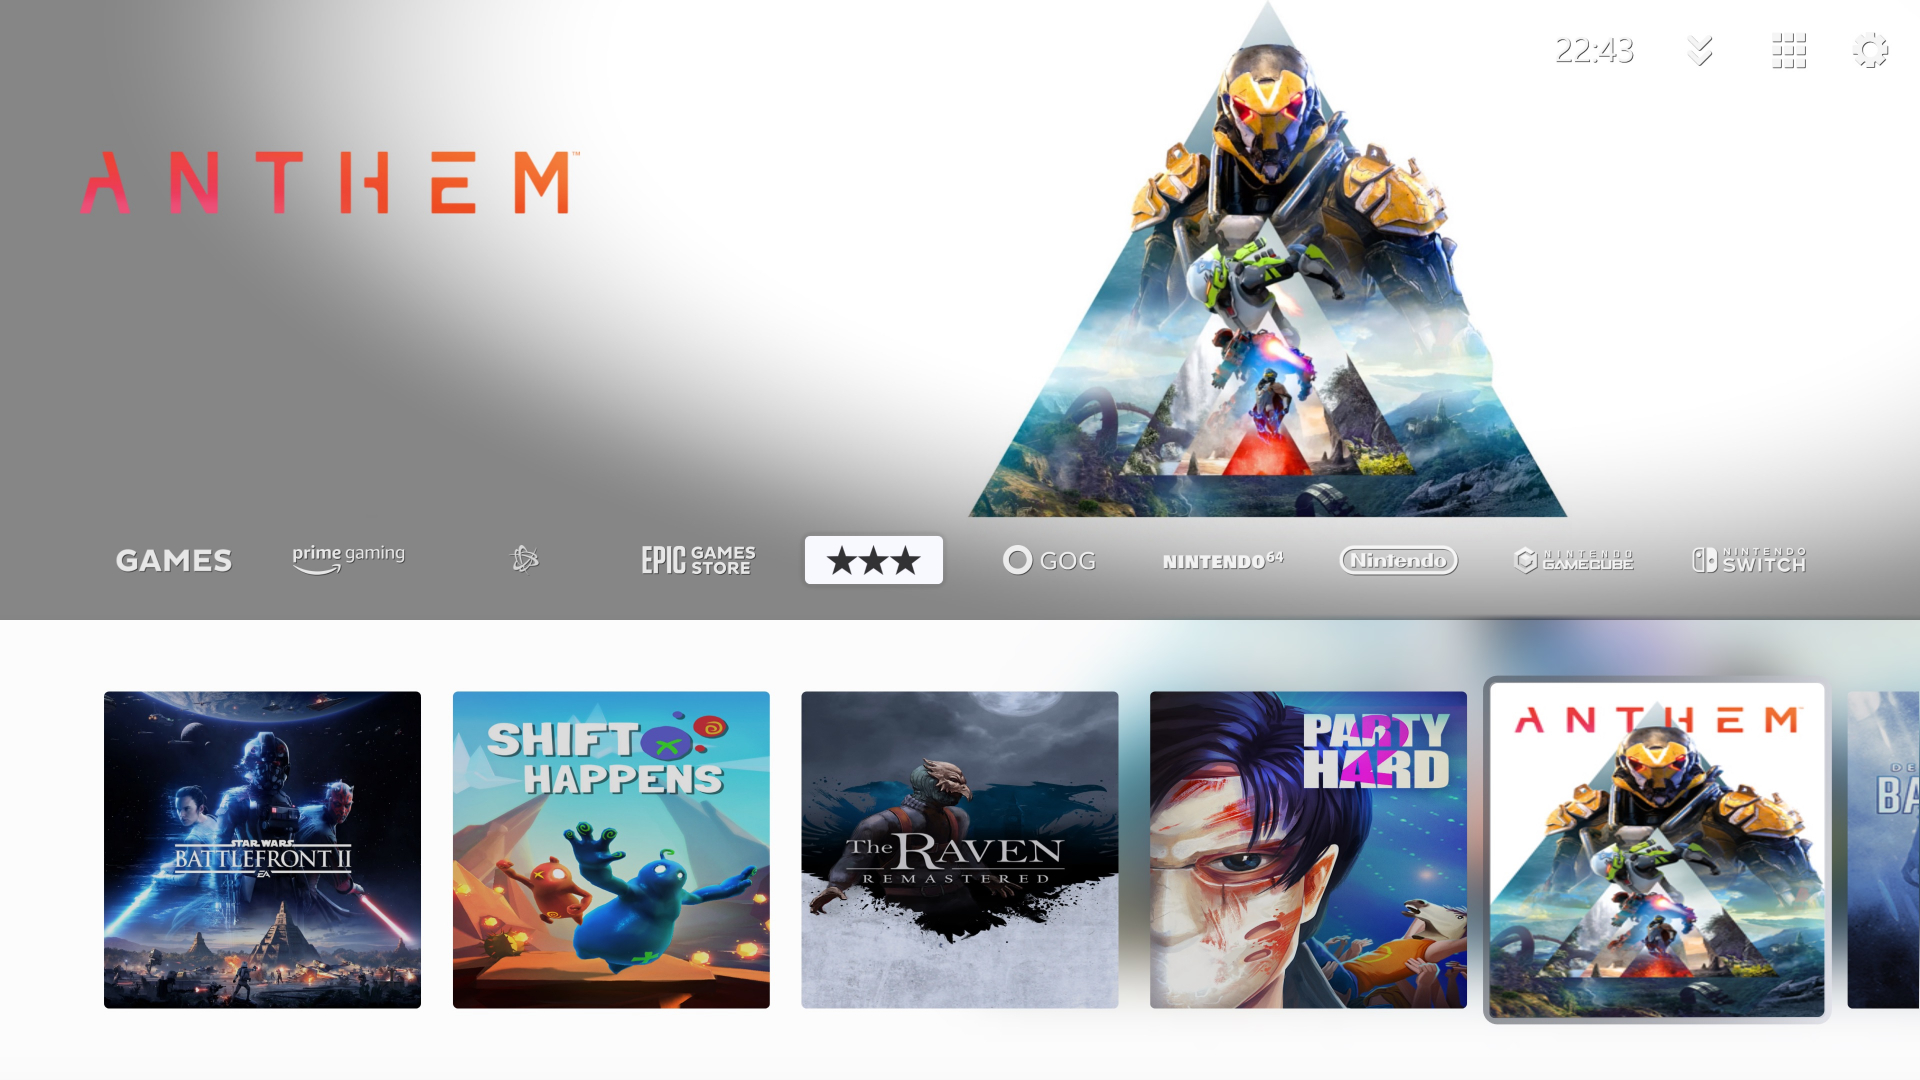 22:43
ANTHEM™
GAMES
prime gaming
EPIC GAMES STORE
★★★
GOG
NINTENDO64
Nintendo
NINTENDO GAMECUBE
NINTENDO SWITCH
STAR WARS
BATTLEFRONT II
EA
SHIFT
HAPPENS
The RAVEN
REMASTERED
PARTY
HARD
2
ANTHEM
DE
BA